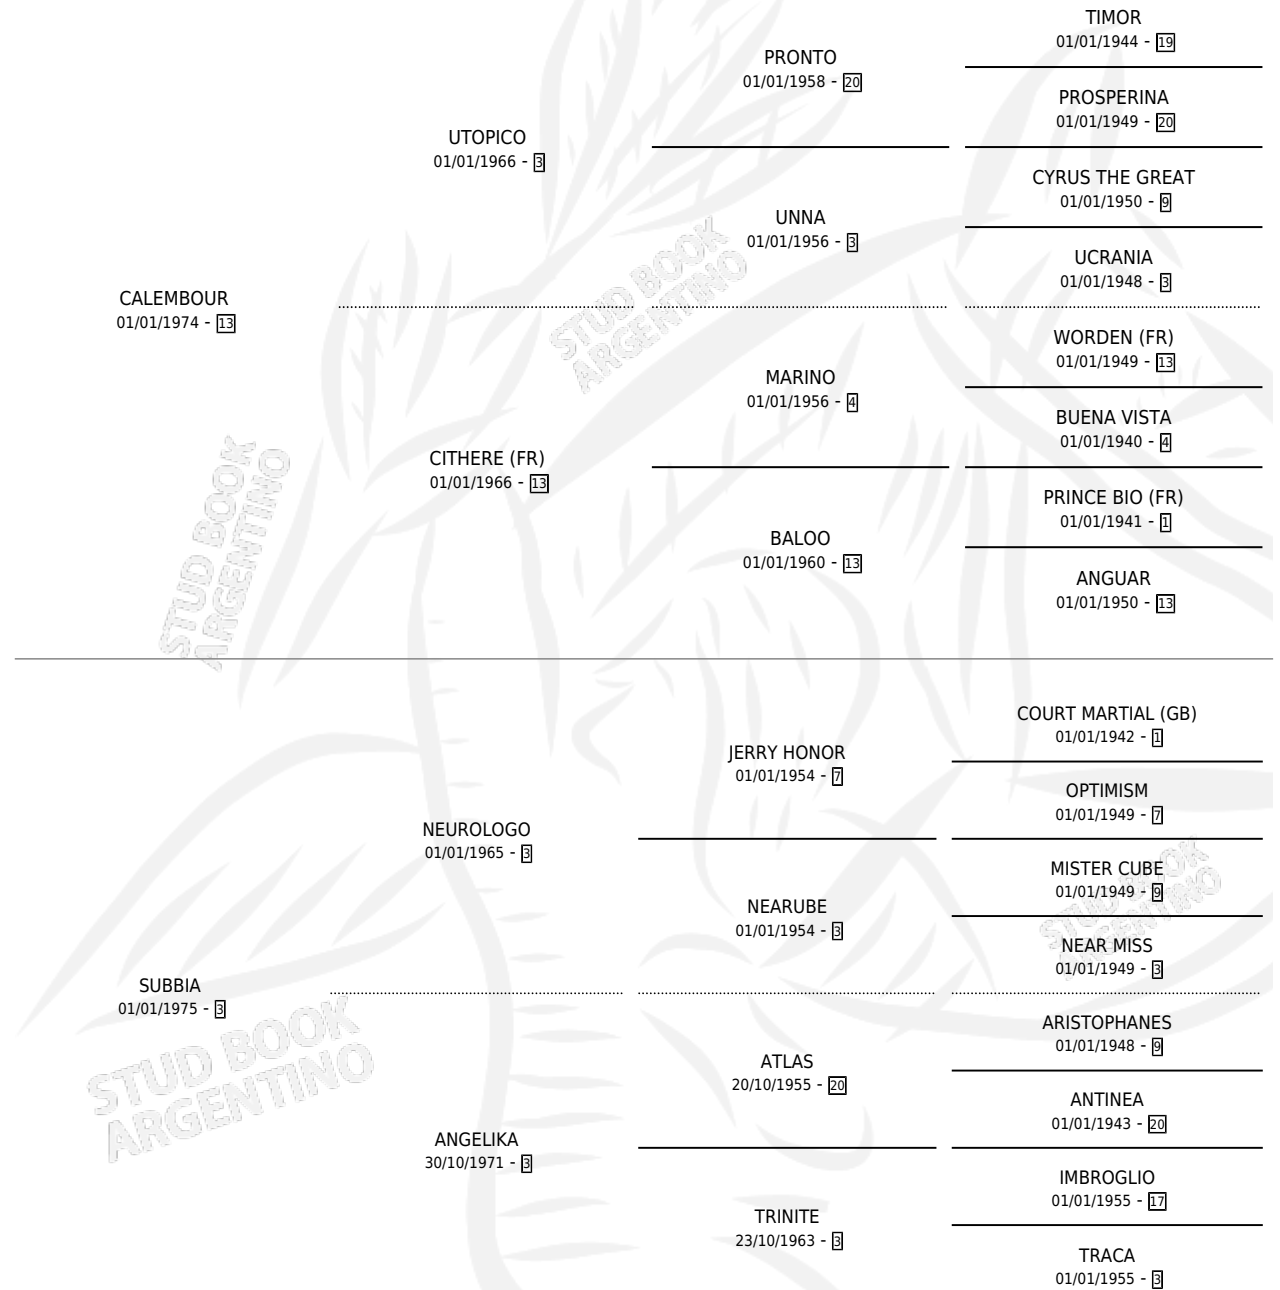 TIMOR
01/01/1944 - 19
PRONTO
01/01/1958 - 20
PROSPERINA
01/01/1949 - 20
UTOPICO
01/01/1966 - 3
CYRUS THE GREAT
01/01/1950 - 9
UNNA
01/01/1956 - 3
UCRANIA
01/01/1948 - 3
CALEMBOUR
01/01/1974 - 13
WORDEN (FR)
01/01/1949 - 13
MARINO
01/01/1956 - 4
BUENA VISTA
01/01/1940 - 4
CITHERE (FR)
01/01/1966 - 13
PRINCE BIO (FR)
01/01/1941 - 1
BALOO
01/01/1960 - 13
ANGUAR
01/01/1950 - 13
COURT MARTIAL (GB)
01/01/1942 - 1
JERRY HONOR
01/01/1954 - 7
OPTIMISM
01/01/1949 - 7
NEUROLOGO
01/01/1965 - 3
MISTER CUBE
01/01/1949 - 9
NEARUBE
01/01/1954 - 3
NEAR MISS
01/01/1949 - 3
SUBBIA
01/01/1975 - 3
ARISTOPHANES
01/01/1948 - 9
ATLAS
20/10/1955 - 20
ANTINEA
01/01/1943 - 20
ANGELIKA
30/10/1971 - 3
IMBROGLIO
01/01/1955 - 17
TRINITE
23/10/1963 - 3
TRACA
01/01/1955 - 3
STUD BOOK
ARGENTINO
STUD BOOK
ARGENTINO
STUD BOOK
ARGENTINO
STUD BOOK
ARGENTINO